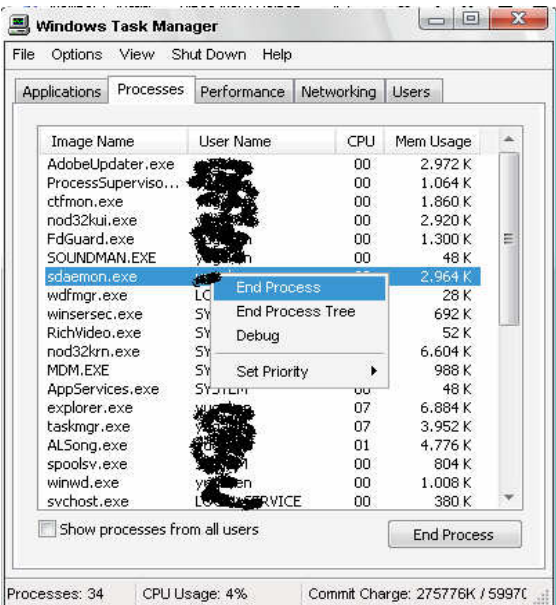 Windows Task Manager
File Options View Shut Down Help
Applications Processes Performance Networking Users
Image Name User Name CPU Mem Usage
AdobeUpdater.exe 00 2.972 K
ProcessSuperviso... 00 1.064 K
ctfmon.exe 00 1.860 K
nod32kui.exe 00 2.920 K
FdGuard.exe 00 1.300 K
SOUNDMAN.EXE 00 48 K
sdaemon.exe 2.964 K
End Process
wdfmgr.exe LO 28 K
winsersec.exe SY 692 K
End Process Tree
RichVideo.exe SY 52 K
Debug
nod32krn.exe SY 6.604 K
MDM.EXE SY 988 K
Set Priority
AppServices.exe 48 K
explorer.exe 07 6.884 K
taskmgr.exe 07 3.952 K
ALSong.exe 01 4.776 K
spoolsv.exe 00 804 K
winwd.exe 00 1.008 K
svchost.exe 00 380 K
Show processes from all users End Process
Processes: 34 CPU Usage: 4% Commit Charge: 275776K / 5997